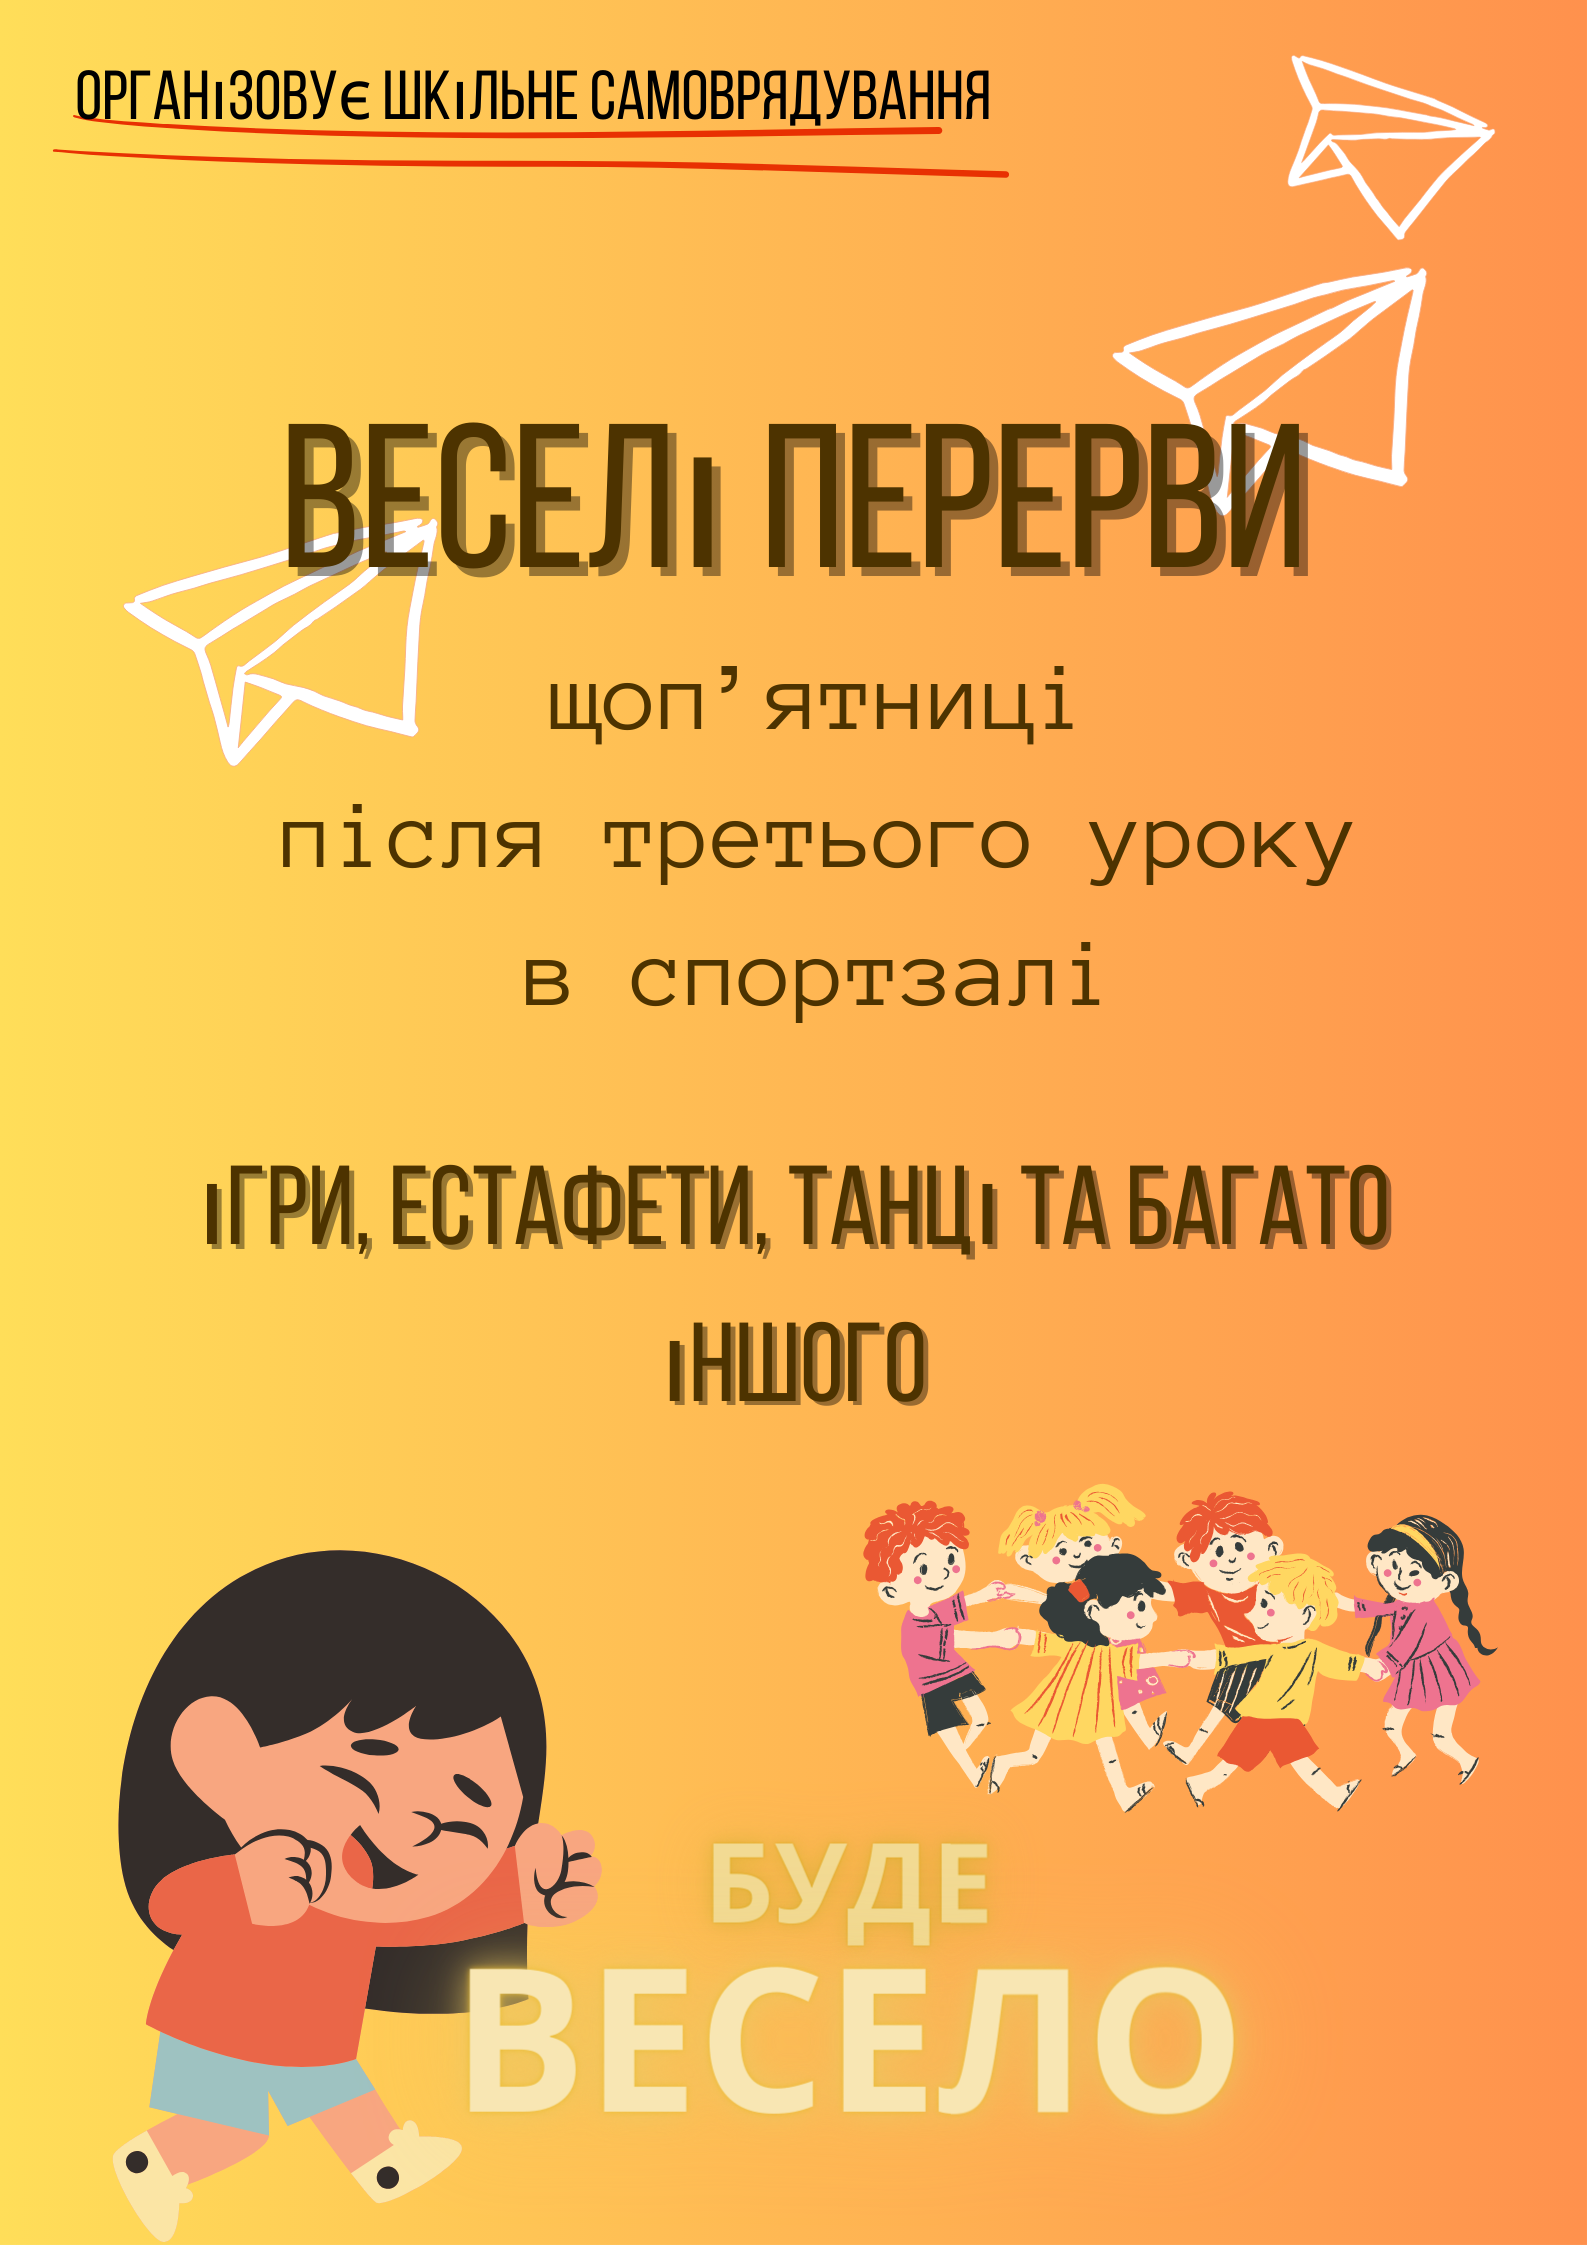 ОРГАНІЗОВУЄ ШКІЛЬНЕ САМОВРЯДУВАННЯ
ВЕСЕЛІ ПЕРЕРВИ
щоп’ятниці
після третього уроку
в спортзалі
ІГРИ, ЕСТАФЕТИ, ТАНЦІ ТА БАГАТО
ІНШОГО
БУДЕ
ВЕСЕЛО